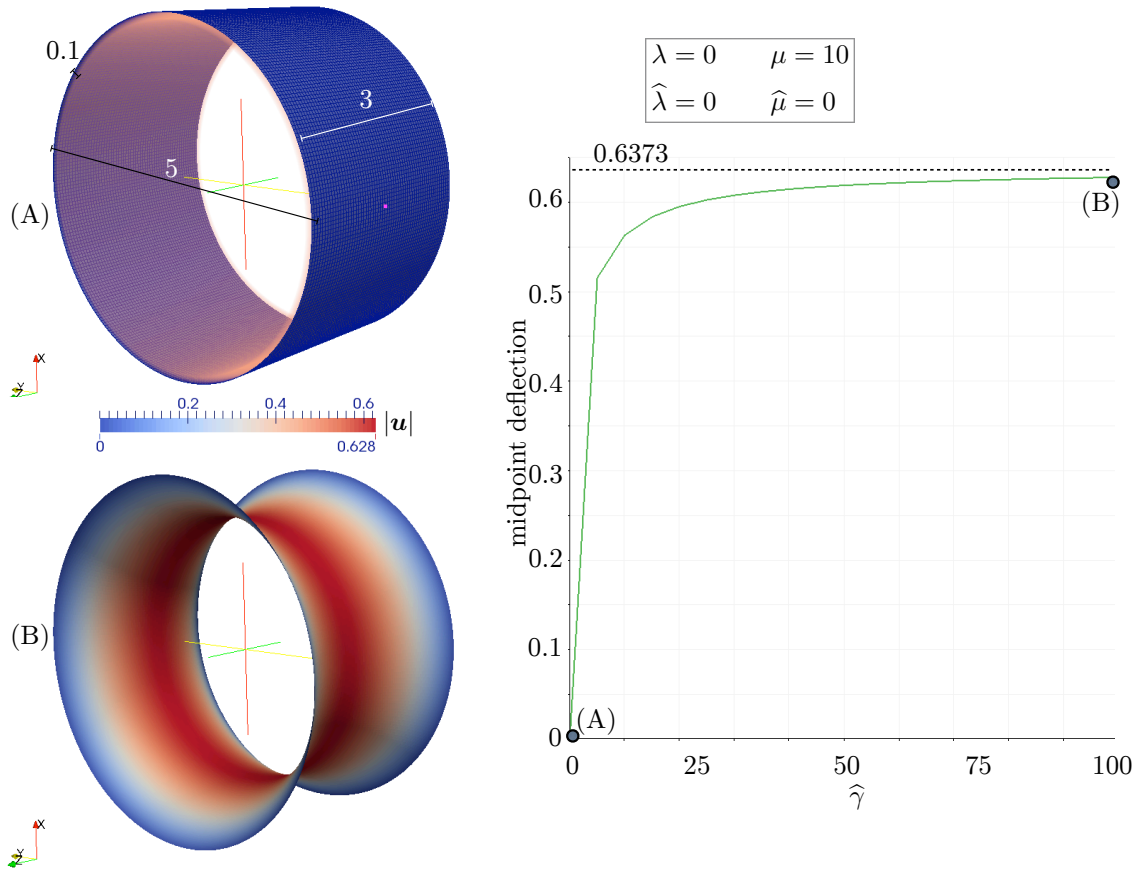 0.1
3
5
(A)
X
Y
Z
0.2 0.4 0.6
|u|
0 0.628
(B)
X
Y
Z
λ = 0 μ = 10
λ̂ = 0 μ̂ = 0
0.6373
0.6
0.5
0.4
0.3
0.2
0.1
0
midpoint deflection
(A)
(B)
0 25 50 75 100
γ̂